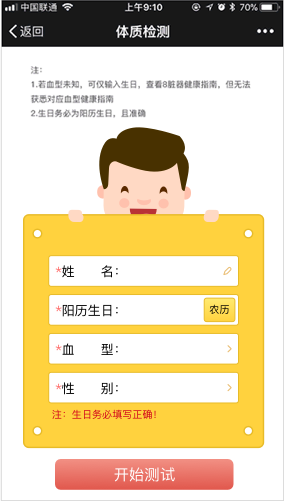 中国联通 上午9:10 70%
返回 体质检测
注：
1.若血型未知，可仅输入生日，查看8脏器健康指南，但无法
获悉对应血型健康指南
2.生日务必为阳历生日，且准确
*姓 名：
*阳历生日： 农历
*血 型：
*性 别：
注：生日务必填写正确！
开始测试